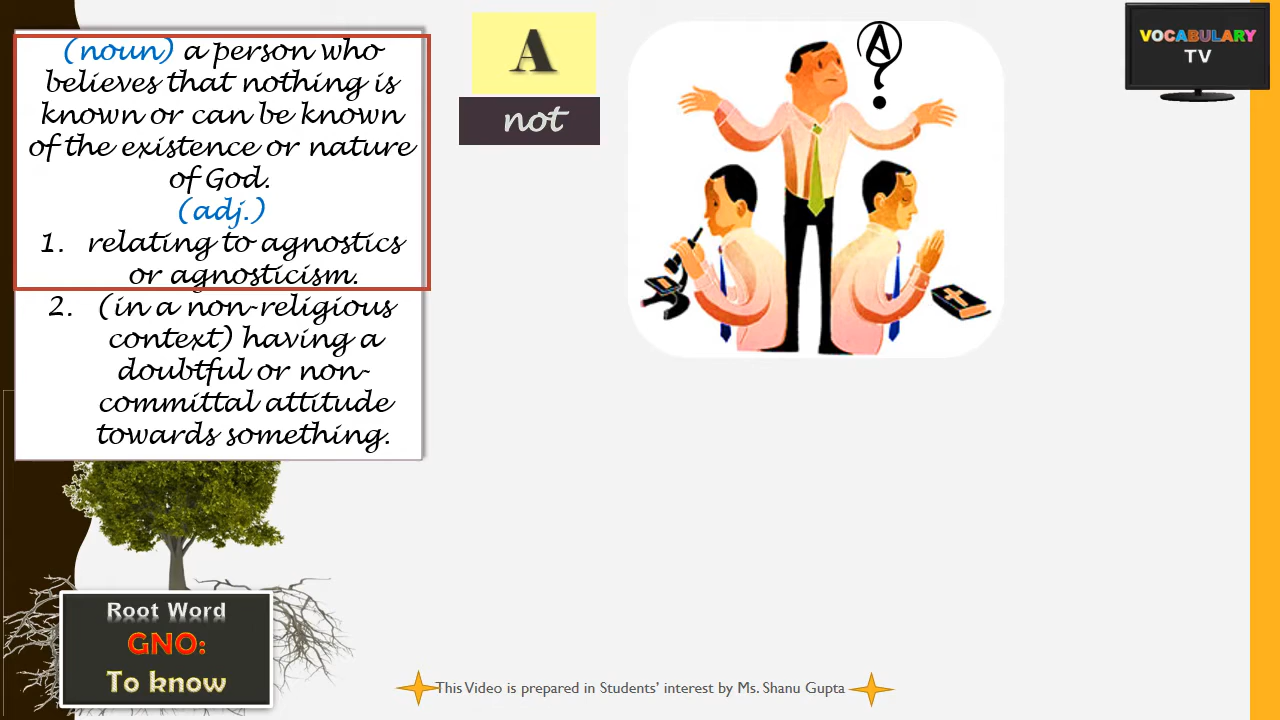 (noun) a person who
believes that nothing is
known or can be known
of the existence or nature
of God.
(adj.)
1. relating to agnostics
or agnosticism.
2. (in a non-religious
context) having a
doubtful or non-
committal attitude
towards something.
A
not
A
?
VOCABULARY
TV
Root Word
GNO:
To know
This Video is prepared in Students' interest by Ms. Shanu Gupta